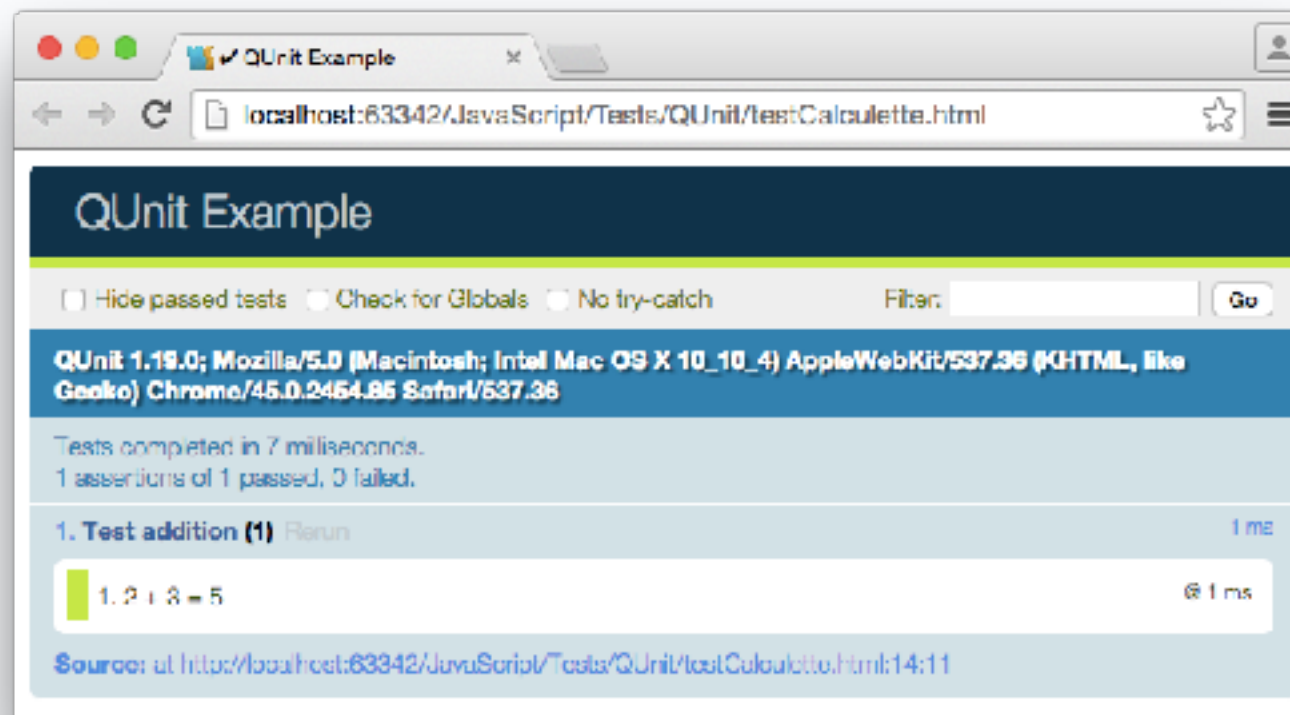 ✔ QUnit Example
localhost:63342/JavaScript/Tests/QUnit/testCalculette.html
QUnit Example
Hide passed tests Check for Globals No try-catch Filter: Go
QUnit 1.19.0; Mozilla/5.0 (Macintosh; Intel Mac OS X 10_10_4) AppleWebKit/537.36 (KHTML, like
Gecko) Chrome/45.0.2454.85 Safari/537.36
Tests completed in 7 milliseconds.
1 assertions of 1 passed, 0 failed.
1. Test addition (1) Rerun 1 ms
1. 2 + 3 = 5 @ 1 ms
Source: at http://localhost:63342/JavaScript/Tests/QUnit/testCalculette.html:14:11